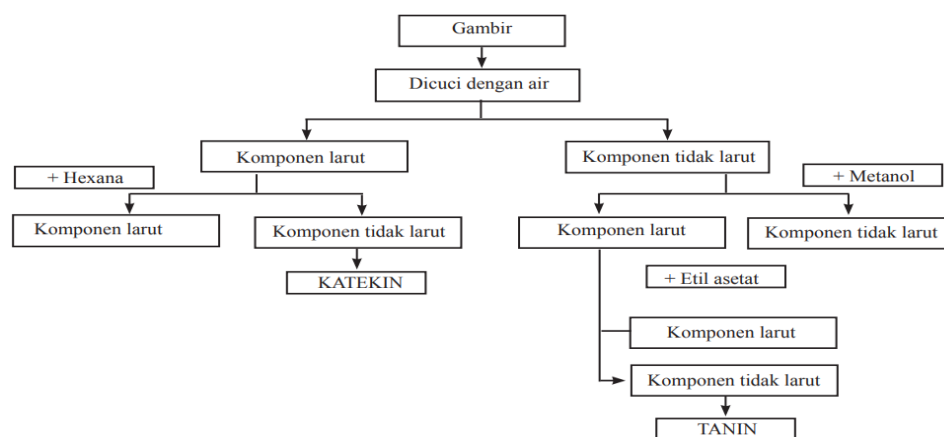 Gambir
Dicuci dengan air
Komponen larut
Komponen tidak larut
+ Hexana
+ Metanol
Komponen larut
Komponen tidak larut
Komponen larut
Komponen tidak larut
KATEKIN
+ Etil asetat
Komponen larut
Komponen tidak larut
TANIN